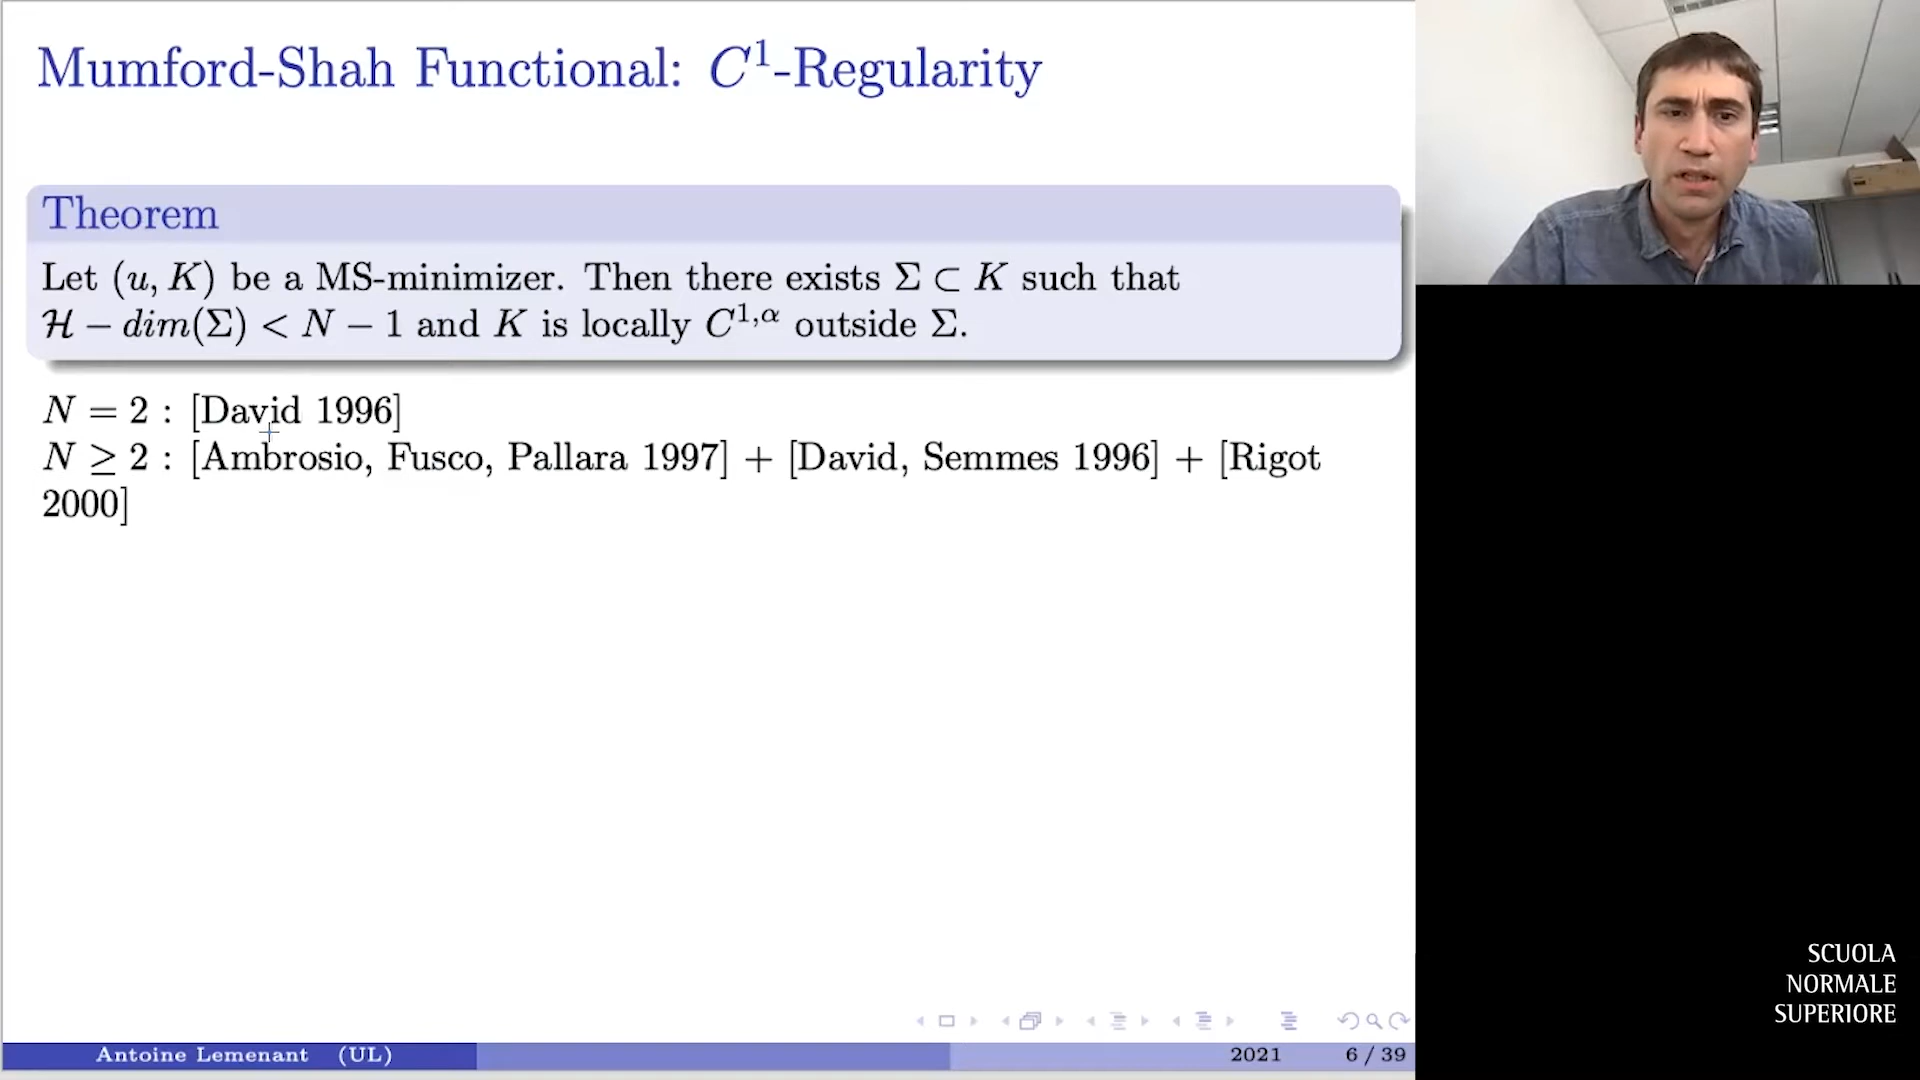 Mumford-Shah Functional: C¹-Regularity
Theorem
Let (u, K) be a MS-minimizer. Then there exists Σ ⊂ K such that
ℋ − dim(Σ) < N − 1 and K is locally C^{1,α} outside Σ.
N = 2 : [David 1996]
N ≥ 2 : [Ambrosio, Fusco, Pallara 1997] + [David, Semmes 1996] + [Rigot
2000]
Antoine Lemenant (UL) 2021 6 / 39
SCUOLA
NORMALE
SUPERIORE